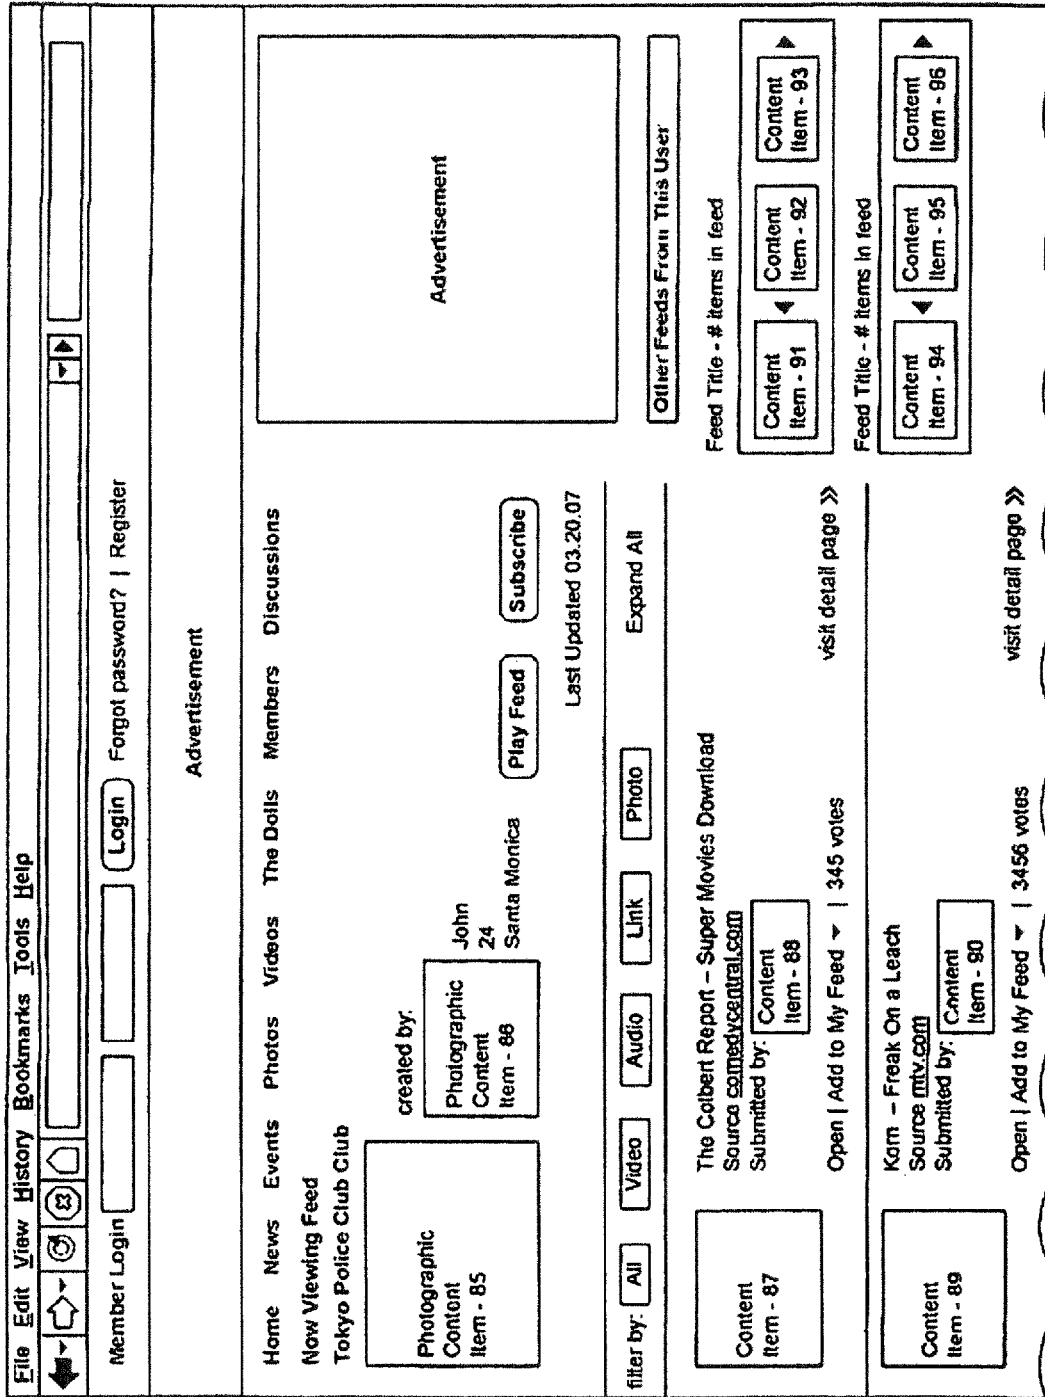 File Edit View History Bookmarks Tools Help
Member Login Login Forgot password? | Register
Advertisement
Home News Events Photos Videos The Dolls Members Discussions
Now Viewing Feed
Tokyo Police Club Club
Photographic
Content
Item - 85
created by:
Photographic
Content
Item - 86
John
24
Santa Monica
Play Feed Subscribe
Last Updated 03.20.07
Advertisement
filter by: All Video Audio Link Photo Expand All
Content
Item - 87
The Colbert Report – Super Movies Download
Source comedycentral.com
Submitted by:
Content
Item - 88
Open | Add to My Feed | 345 votes
visit detail page »
Content
Item - 89
Korn – Freak On a Leach
Source mtv.com
Submitted by:
Content
Item - 90
Open | Add to My Feed | 3456 votes
visit detail page »
Other Feeds From This User
Feed Title - # items in feed
Content
Item - 91
Content
Item - 92
Content
Item - 93
Feed Title - # items in feed
Content
Item - 94
Content
Item - 95
Content
Item - 96